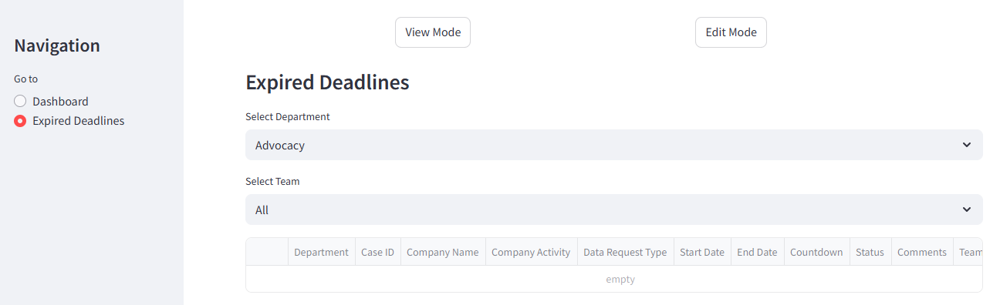 Navigation
Go to
Dashboard
Expired Deadlines
View Mode Edit Mode
Expired Deadlines
Select Department
Advocacy
Select Team
All
Department Case ID Company Name Company Activity Data Request Type Start Date End Date Countdown Status Comments Team
empty